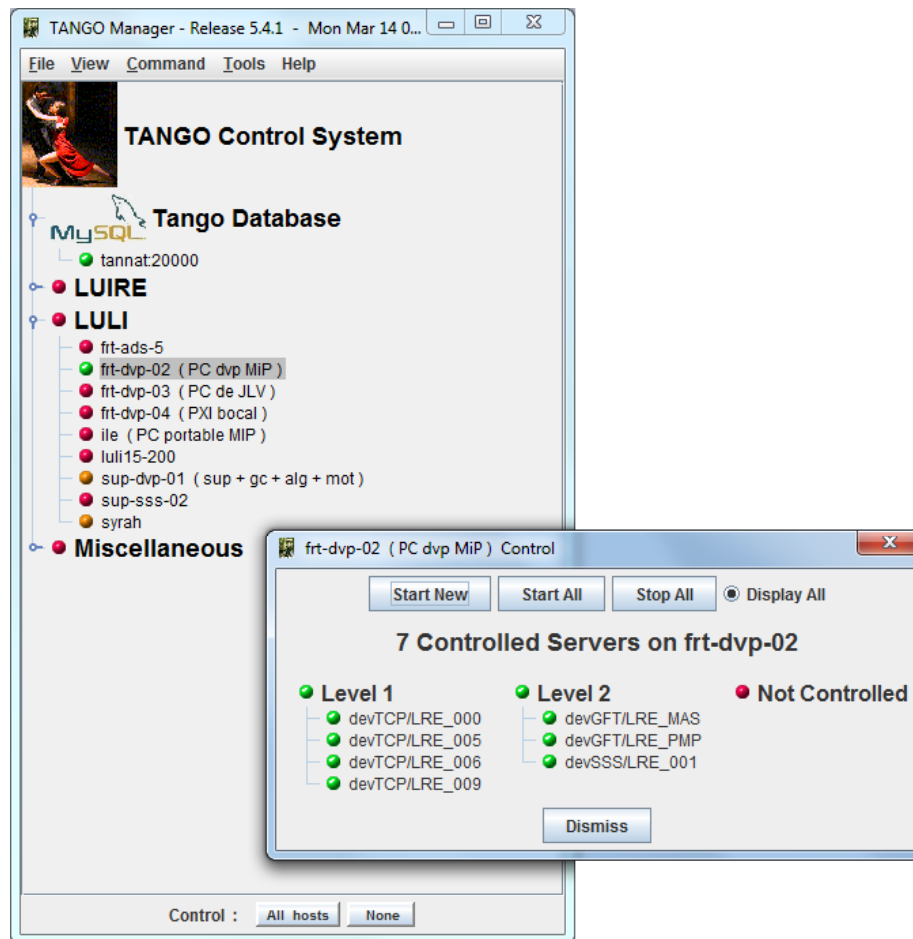 TANGO Manager - Release 5.4.1 - Mon Mar 14 0...
File View Command Tools Help
TANGO Control System
MySQL Tango Database
tannat:20000
LUIRE
LULI
frt-ads-5
frt-dvp-02 ( PC dvp MiP )
frt-dvp-03 ( PC de JLV )
frt-dvp-04 ( PXI bocal )
ile ( PC portable MIP )
luli15-200
sup-dvp-01 ( sup + gc + alg + mot )
sup-sss-02
syrah
Miscellaneous
frt-dvp-02 ( PC dvp MiP ) Control
Start New Start All Stop All Display All
7 Controlled Servers on frt-dvp-02
Level 1
devTCP/LRE_000
devTCP/LRE_005
devTCP/LRE_006
devTCP/LRE_009
Level 2
devGFT/LRE_MAS
devGFT/LRE_PMP
devSSS/LRE_001
Not Controlled
Dismiss
Control : All hosts None